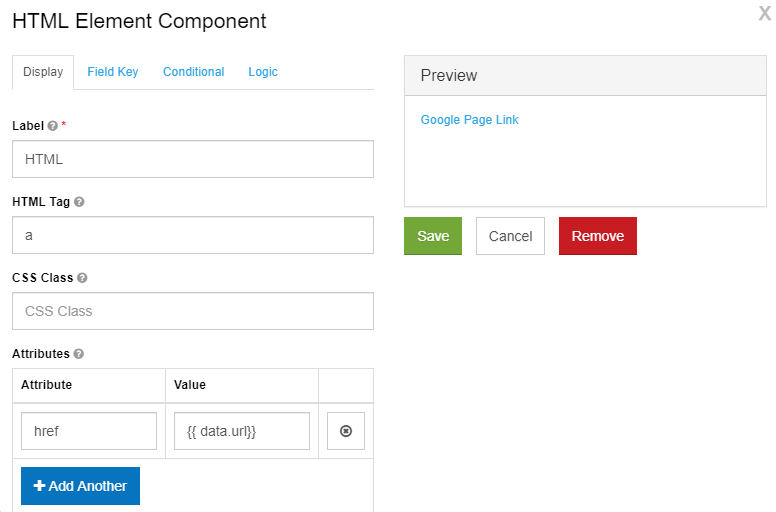 HTML Element Component
X
Display Field Key Conditional Logic
Label ? *
HTML
HTML Tag ?
a
CSS Class ?
CSS Class
Attributes ?
Attribute Value
href {{ data.url}}
+ Add Another
Preview
Google Page Link
Save Cancel Remove